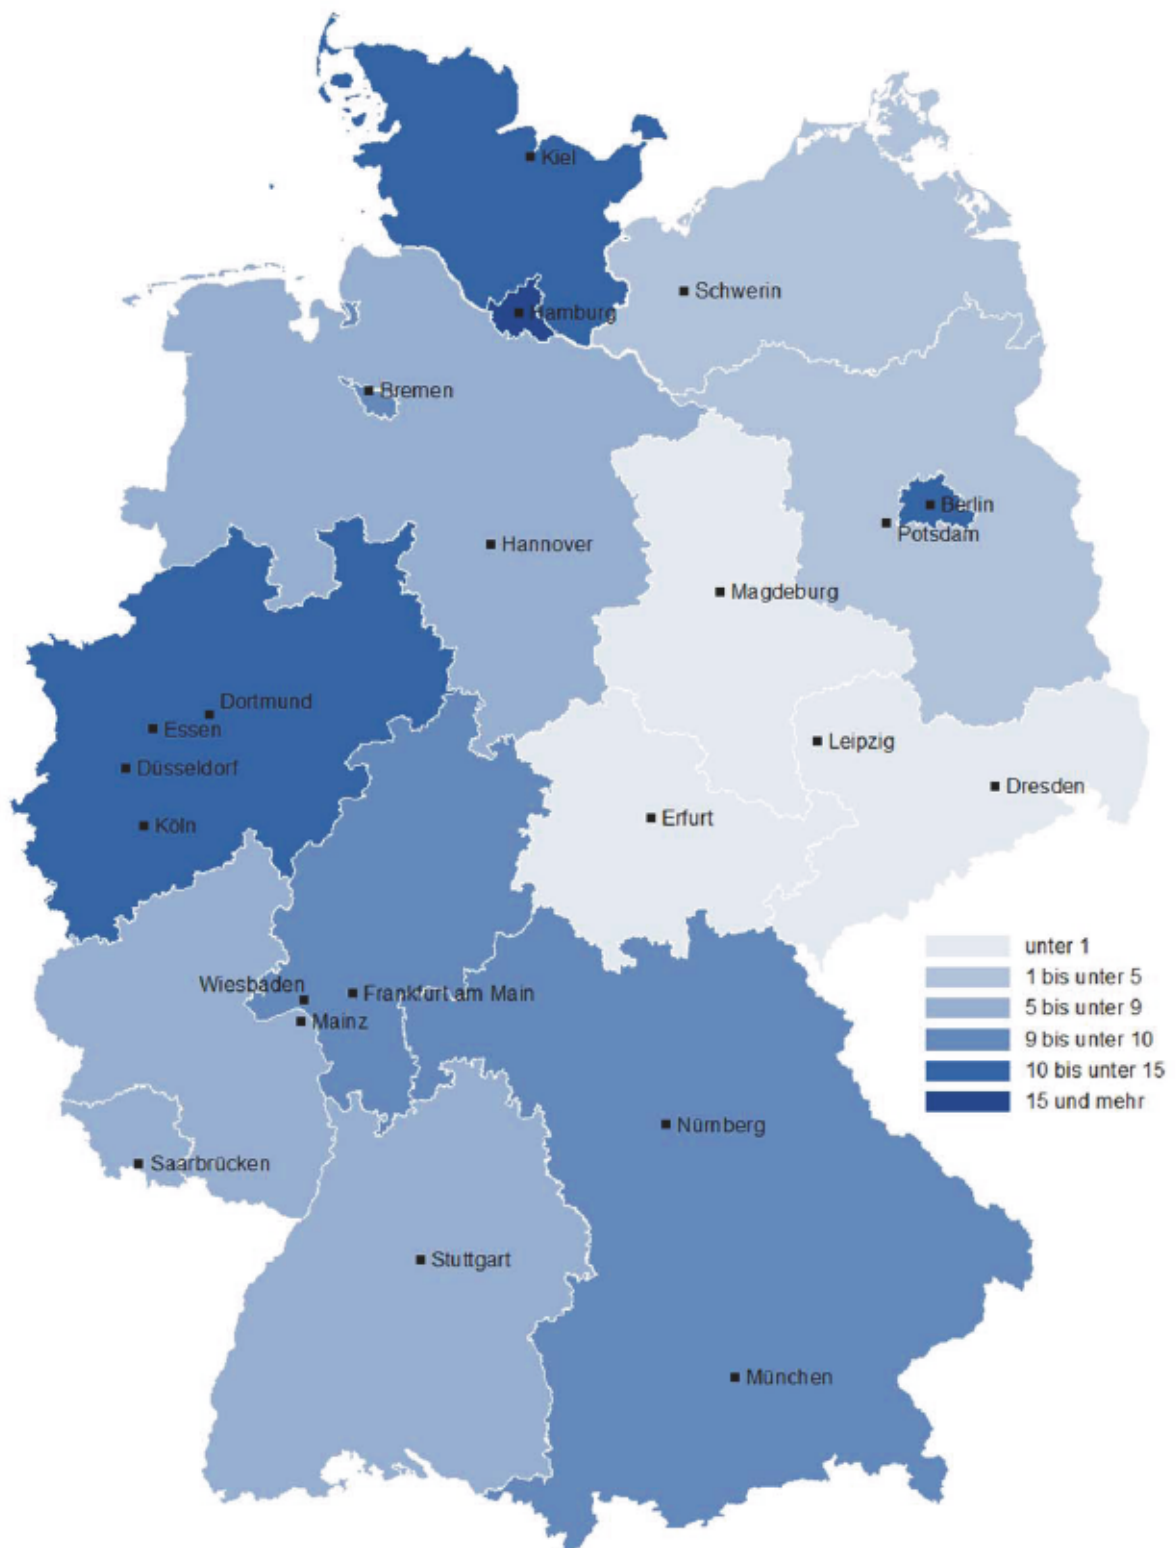 Kiel
Schwerin
Hamburg
Bremen
Berlin
Potsdam
Hannover
Magdeburg
Dortmund
Essen
Düsseldorf
Köln
Leipzig
Dresden
Erfurt
Wiesbaden
Frankfurt am Main
Mainz
Nürnberg
Saarbrücken
Stuttgart
München
unter 1
1 bis unter 5
5 bis unter 9
9 bis unter 10
10 bis unter 15
15 und mehr